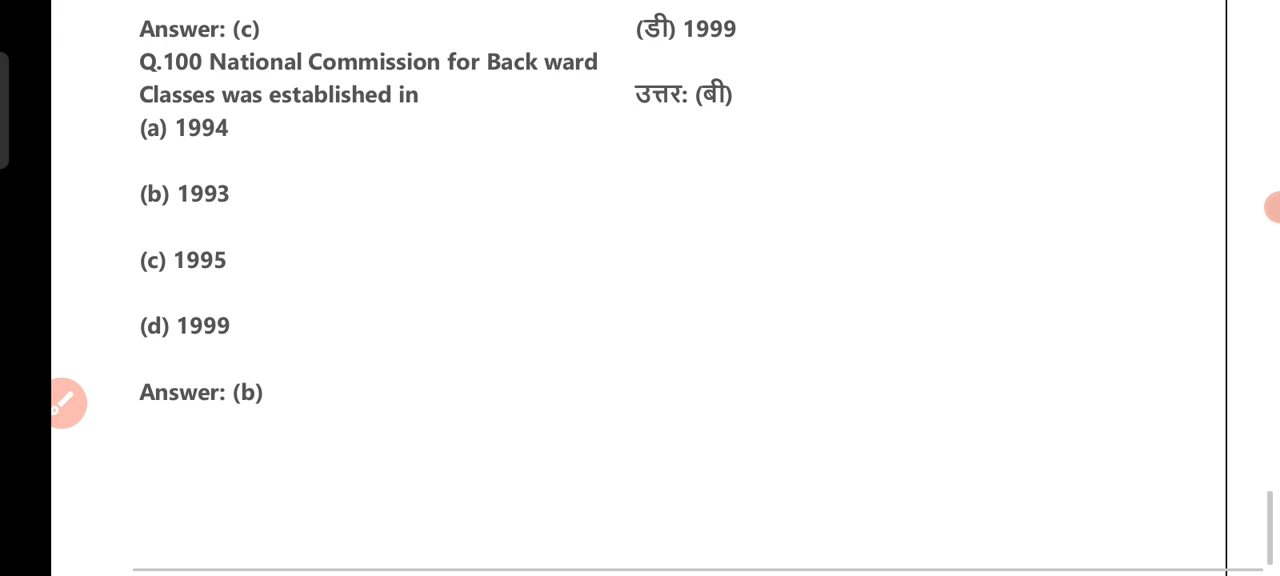 Answer: (c)
Q.100 National Commission for Back ward
Classes was established in
(a) 1994
(b) 1993
(c) 1995
(d) 1999
Answer: (b)
(डी) 1999
उत्तर: (बी)